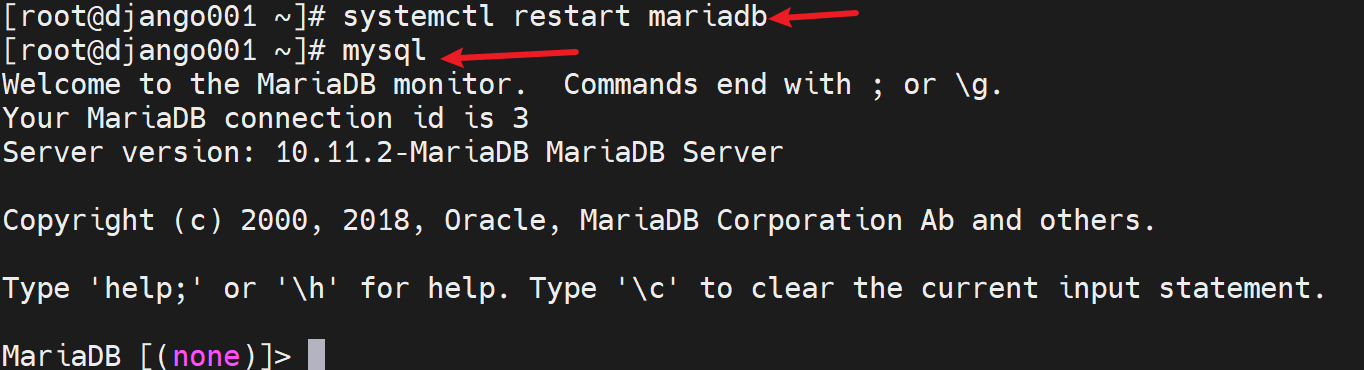 [root@django001 ~]# systemctl restart mariadb
[root@django001 ~]# mysql
Welcome to the MariaDB monitor.  Commands end with ; or \g.
Your MariaDB connection id is 3
Server version: 10.11.2-MariaDB MariaDB Server
Copyright (c) 2000, 2018, Oracle, MariaDB Corporation Ab and others.
Type 'help;' or '\h' for help. Type '\c' to clear the current input statement.
MariaDB [(none)]>